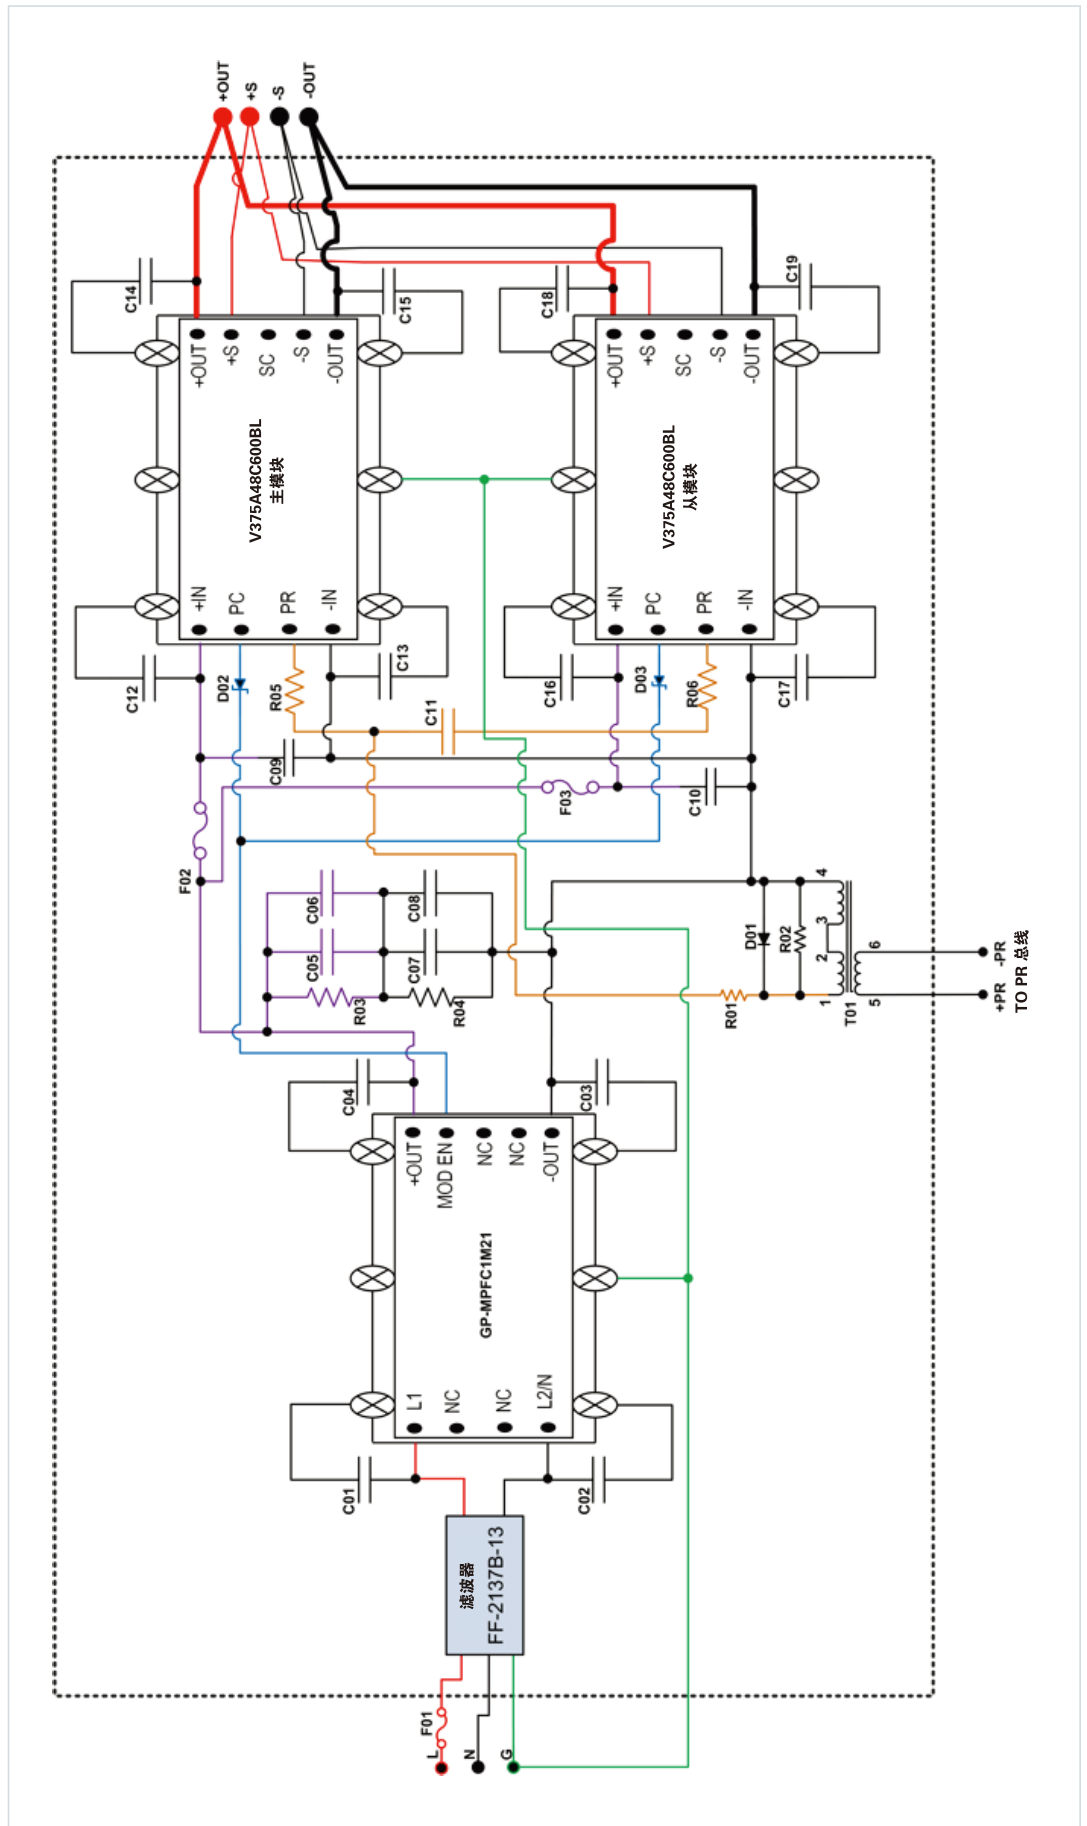 +OUT
+S
-S
-OUT
C14
C15
C18
C19
+OUT
+S
SC
-S
-OUT
+OUT
+S
SC
-S
-OUT
V375A48C600BL
主模块
V375A48C600BL
从模块
+IN
PC
PR
-IN
+IN
PC
PR
-IN
C12
D02
R05
C13
C11
C16
D03
R06
C17
C09
F03
C10
F02
C06
C08
C05
C07
R03
R04
D01
R02
R01
4
3
2
1
T01
6
5
-PR
+PR
TO PR 总线
C04
C03
+OUT
MOD EN
NC
NC
-OUT
GP-MPFC1M21
L1
NC
NC
L2/N
C01
C02
滤波器
FF-2137B-13
F01
L
N
G